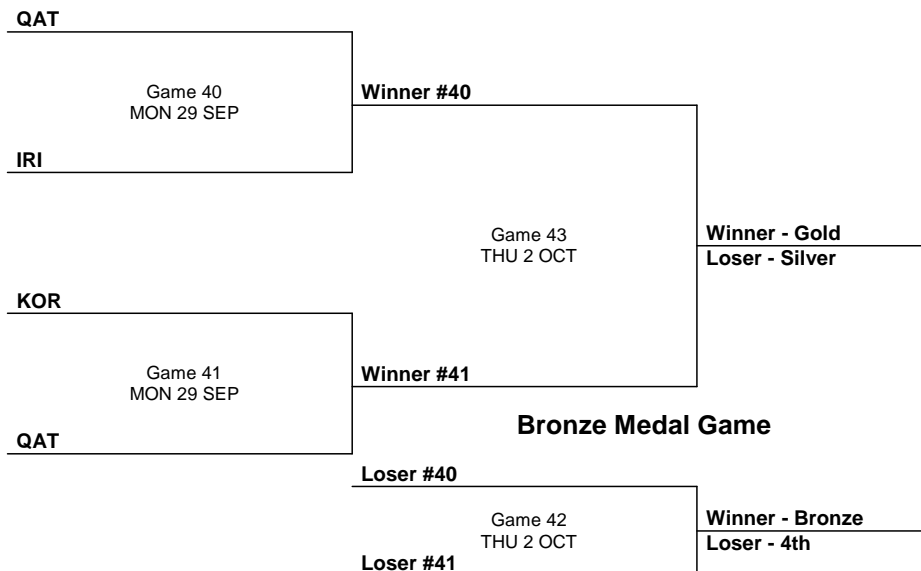 QAT
Game 40
MON 29 SEP
Winner #40
IRI
Game 43
THU 2 OCT
Winner - Gold
Loser - Silver
KOR
Game 41
MON 29 SEP
Winner #41
QAT
Bronze Medal Game
Loser #40
Game 42
THU 2 OCT
Winner - Bronze
Loser - 4th
Loser #41